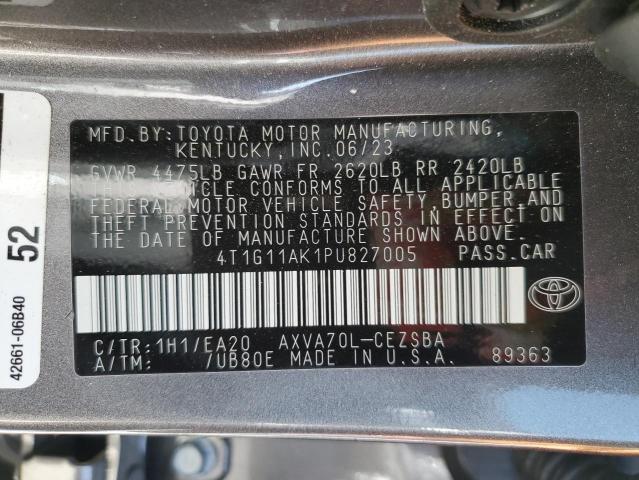 MFD.BY:TOYOTA MOTOR MANUFACTURING,
KENTUCKY, INC.06/23
GVWR 4475LB GAWR FR 2620LB RR 2420LB
THIS VEHICLE CONFORMS TO ALL APPLICABLE
FEDERAL MOTOR VEHICLE SAFETY, BUMPER, AND
THEFT PREVENTION STANDARDS IN EFFECT ON
THE DATE OF MANUFACTURE SHOWN ABOVE.
4T1G11AK1PU827005 PASS.CAR
C/TR:1H1/EA20 AXVA70L-CEZSBA
A/TM: /UB80E MADE IN U.S.A. 89363
52
42661-06B40